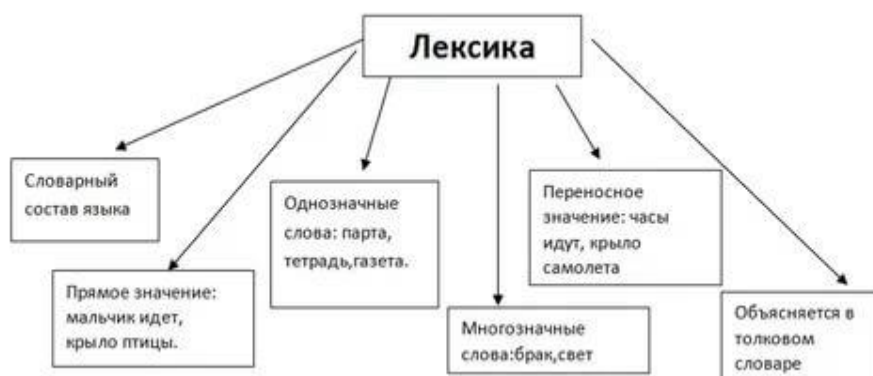 Лексика
Словарный
состав языка
Прямое значение:
мальчик идет,
крыло птицы.
Однозначные
слова: парта,
тетрадь,газета.
Многозначные
слова:брак,свет
Переносное
значение: часы
идут, крыло
самолета
Объясняется в
толковом
словаре